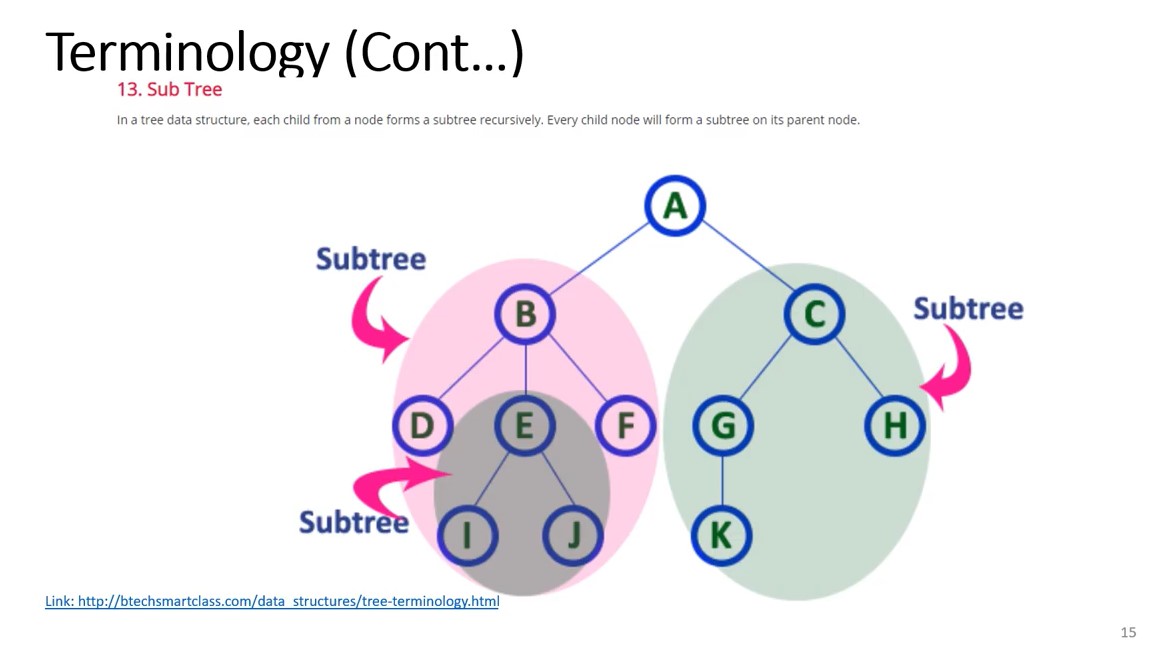 Terminology (Cont…)
13. Sub Tree
In a tree data structure, each child from a node forms a subtree recursively. Every child node will form a subtree on its parent node.
A
Subtree
B
C
Subtree
D
E
F
G
H
Subtree
I
J
K
Link: http://btechsmartclass.com/data_structures/tree-terminology.html
15